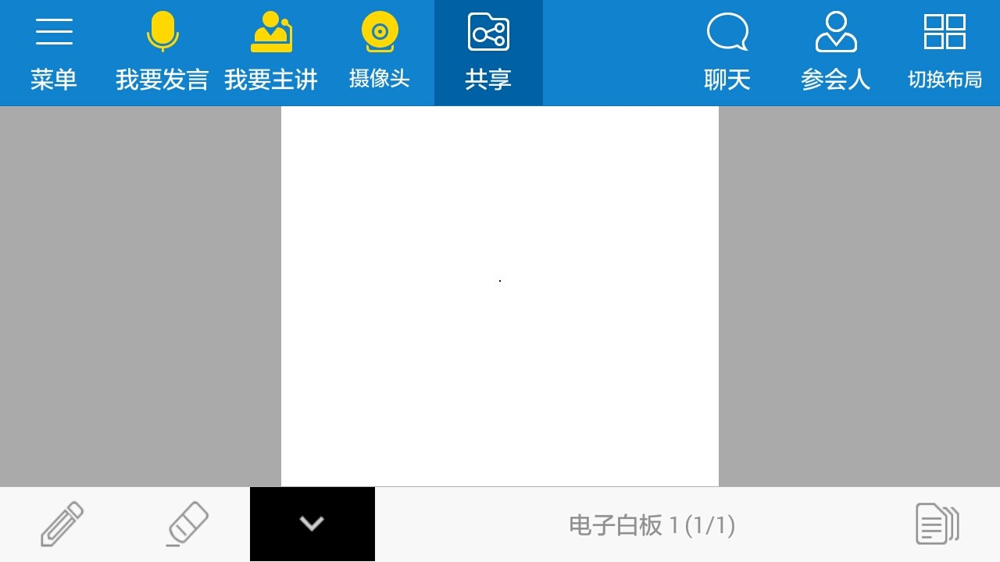 菜单
我要发言
我要主讲
摄像头
共享
聊天
参会人
切换布局
电子白板 1 (1/1)